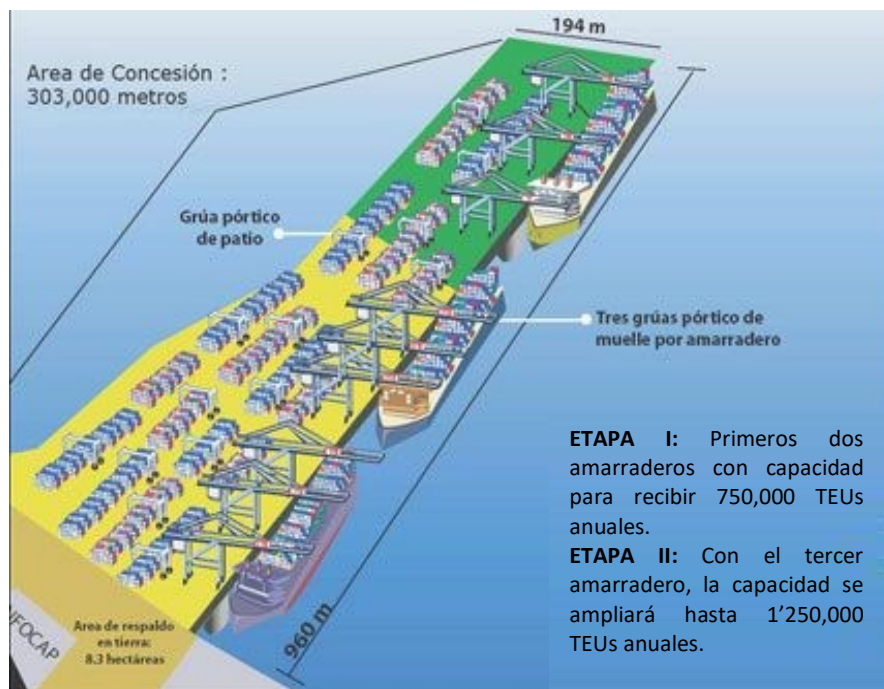 194 m
Area de Concesión :
303,000 metros
Grúa pórtico
de patio
Tres grúas pórtico de
muelle por amarradero
ETAPA I: Primeros dos
amarraderos con capacidad
para recibir 750,000 TEUs
anuales.
ETAPA II: Con el tercer
amarradero, la capacidad se
ampliará hasta 1’250,000
TEUs anuales.
960 m
UFOCAP
Area de respaldo
en tierra:
8.3 hectáreas